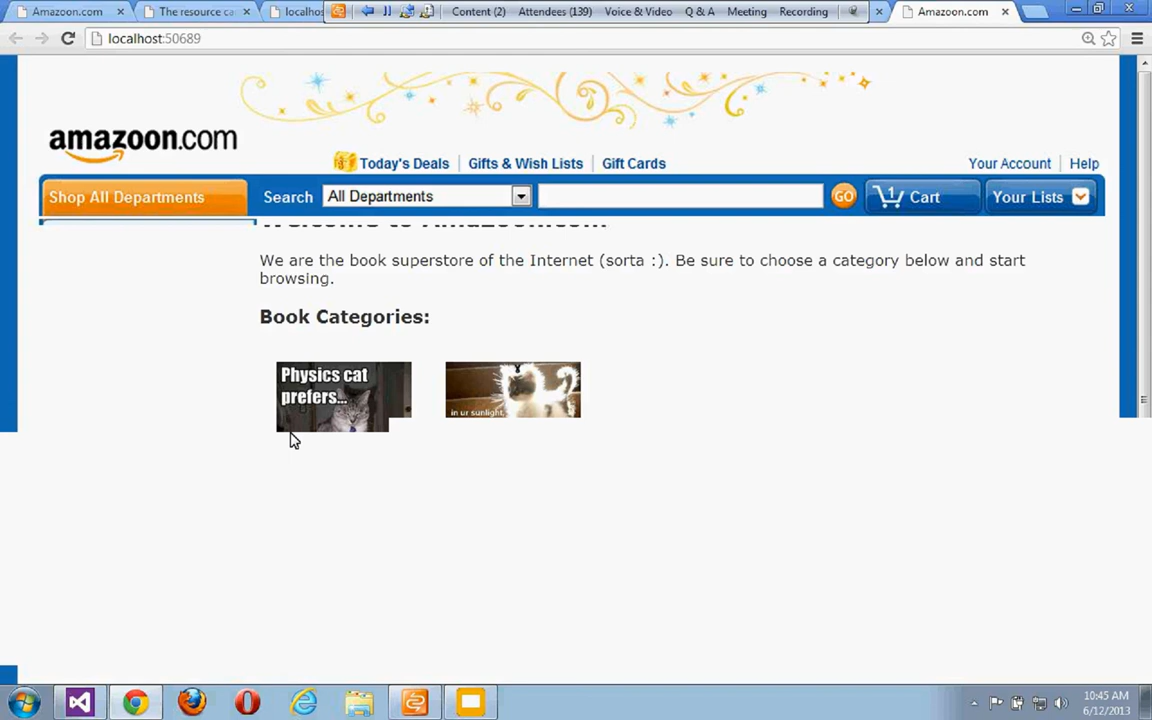 Amazoon.com
The resource ca
localhos
Content (2)
Attendees (139)
Voice & Video
Q & A
Meeting
Recording
Amazoon.com
localhost:50689
amazoon.com
Today's Deals
Gifts & Wish Lists
Gift Cards
Your Account
Help
Shop All Departments
Search
All Departments
GO
1
Cart
Your Lists
Welcome to Amazoon.com
We are the book superstore of the Internet (sorta :). Be sure to choose a category below and start
browsing.
Book Categories:
Physics cat
prefers...
in ur sunlight,
10:45 AM
6/12/2013